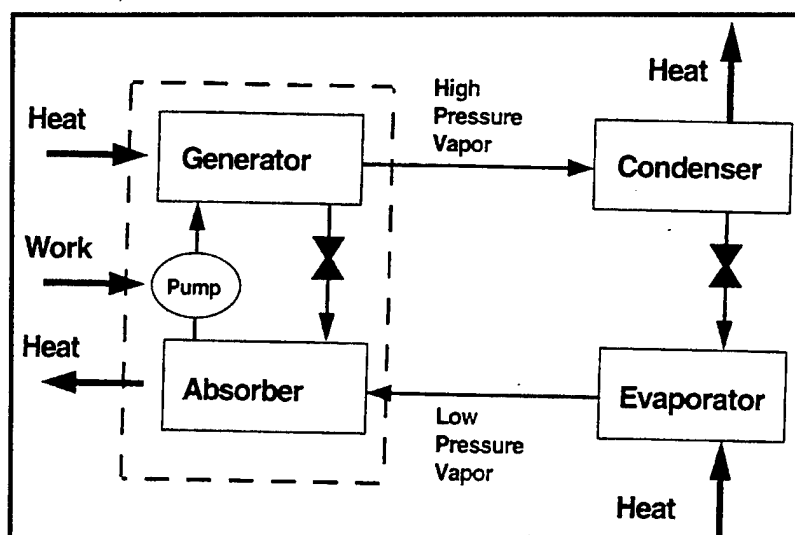 Heat
High
Pressure
Vapor
Heat
Generator
Condenser
Work
Pump
Heat
Absorber
Evaporator
Low
Pressure
Vapor
Heat